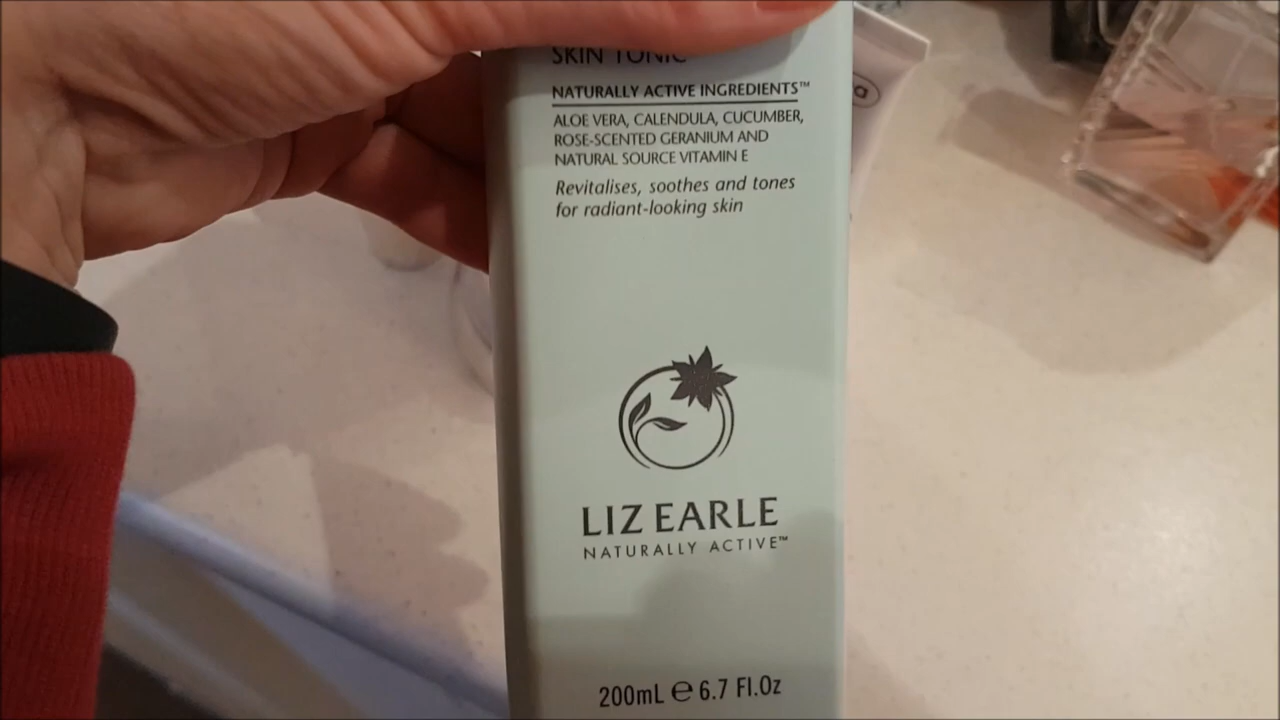 SKIN TONIC
NATURALLY ACTIVE INGREDIENTS™
ALOE VERA, CALENDULA, CUCUMBER,
ROSE-SCENTED GERANIUM AND
NATURAL SOURCE VITAMIN E
Revitalises, soothes and tones
for radiant-looking skin
LIZ EARLE
NATURALLY ACTIVE™
200mL ℮ 6.7 Fl.Oz